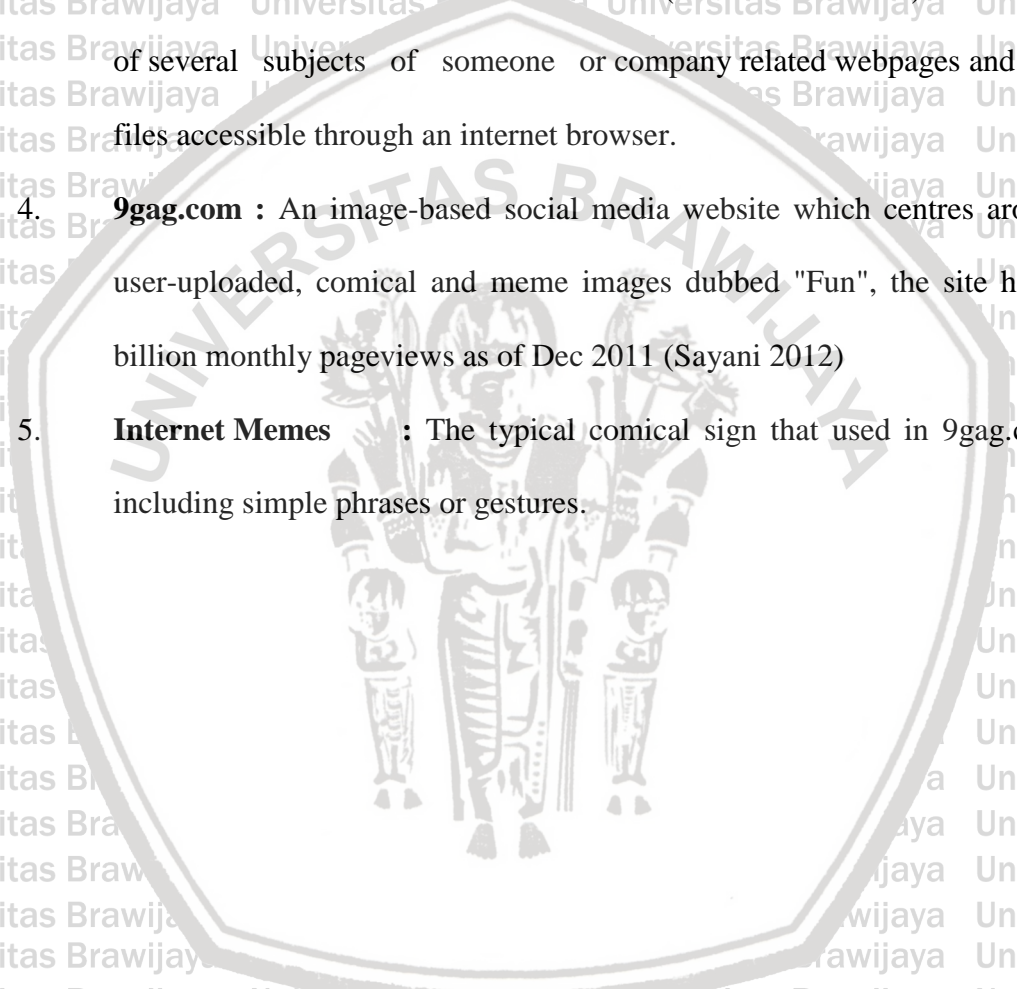 of several subjects of someone or company related webpages and
files accessible through an internet browser.
4. 9gag.com : An image-based social media website which centres
user-uploaded, comical and meme images dubbed "Fun", the site
billion monthly pageviews as of Dec 2011 (Sayani 2012)
5. Internet Memes : The typical comical sign that used in
including simple phrases or gestures.
UNIVERSITAS BRAWIJAYA